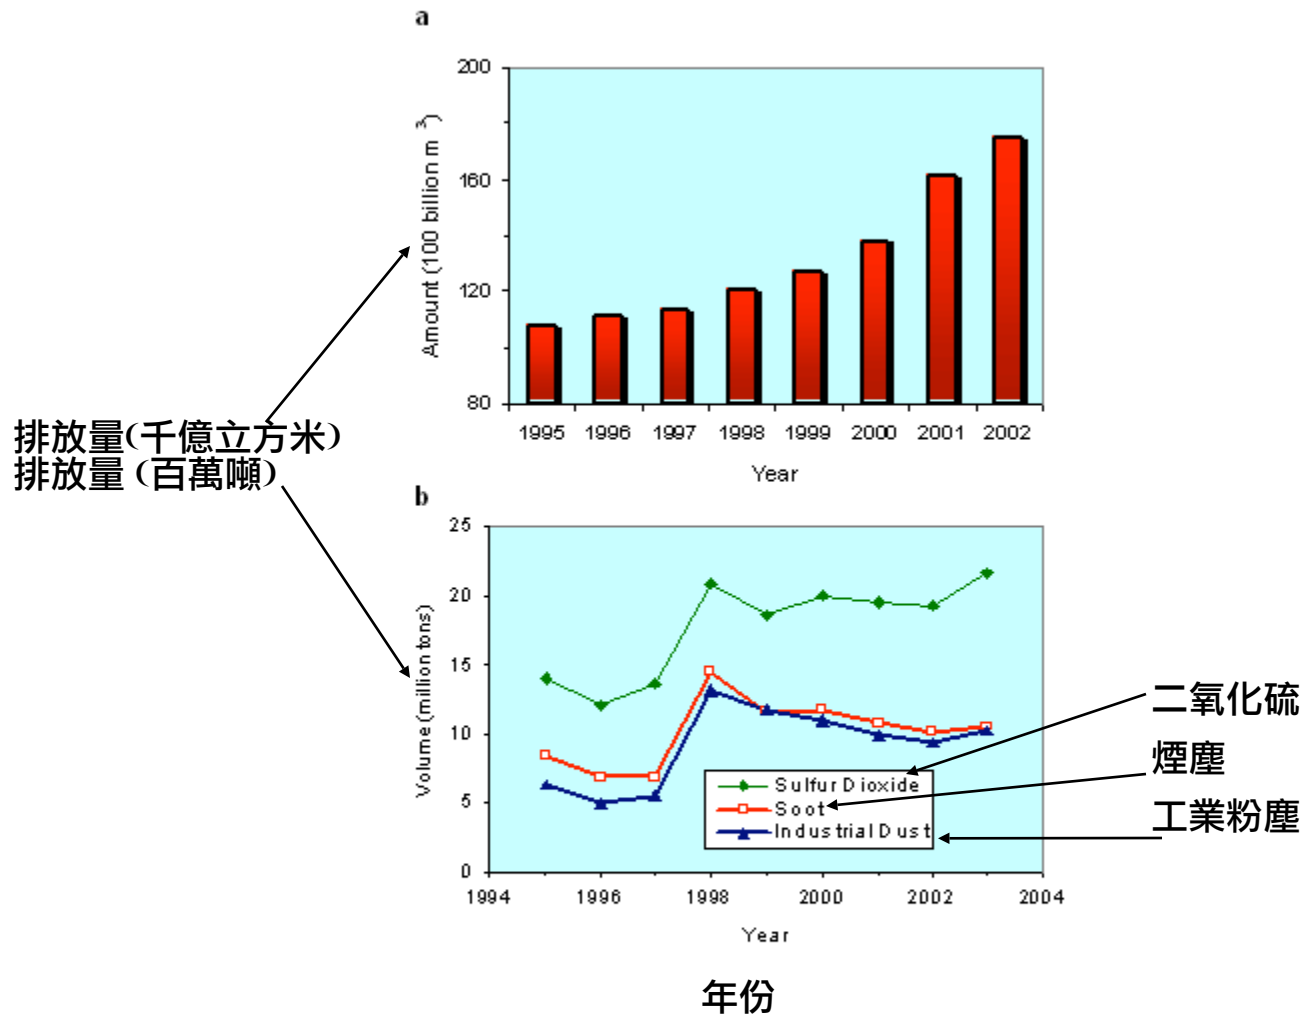 a
200
160
120
80
Amount (100 billion m³)
1995 1996 1997 1998 1999 2000 2001 2002
Year
排放量(千億立方米)
排放量 (百萬噸)
b
25
20
15
10
5
0
Volume (million tons)
Sulfur Dioxide
Soot
Industrial Dust
二氧化硫
煙塵
工業粉塵
1994 1996 1998 2000 2002 2004
Year
年份